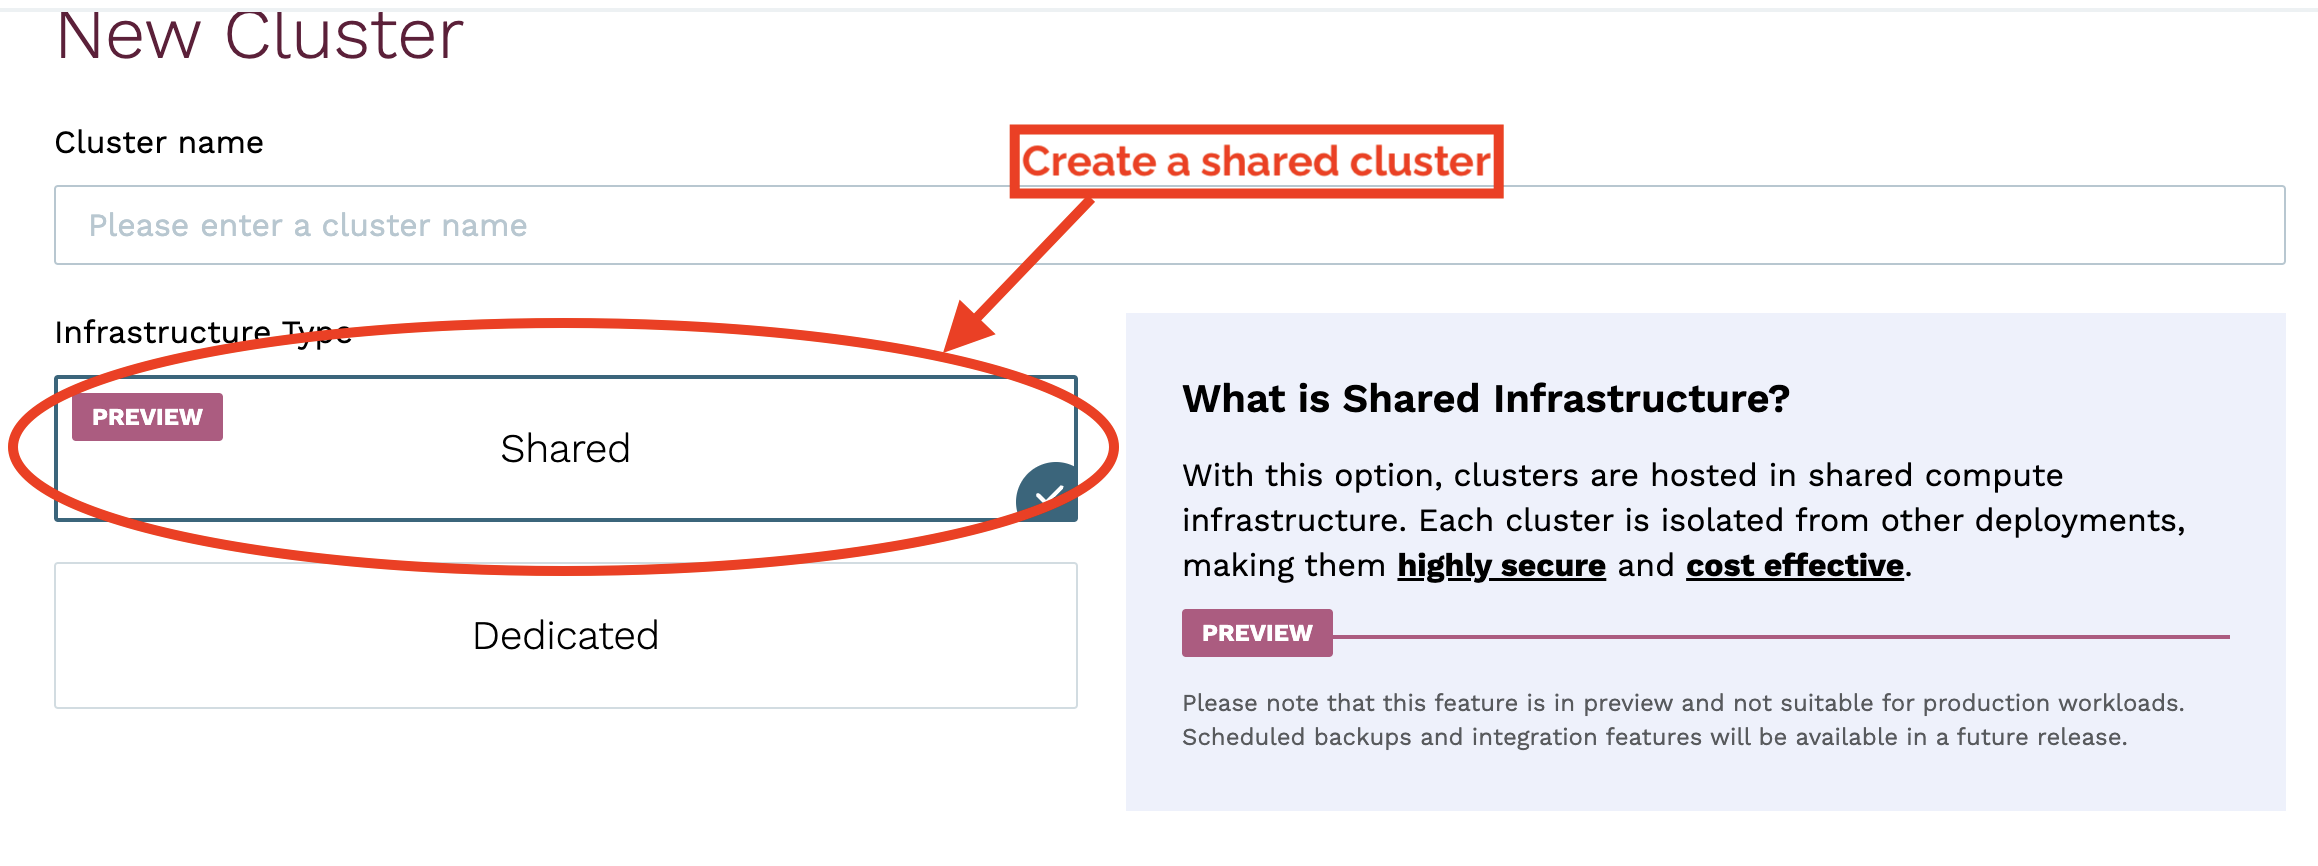 New Cluster
Cluster name
Create a shared cluster
Please enter a cluster name
Infrastructure Type
PREVIEW
Shared
Dedicated
What is Shared Infrastructure?
With this option, clusters are hosted in shared compute
infrastructure. Each cluster is isolated from other deployments,
making them highly secure and cost effective.
PREVIEW
Please note that this feature is in preview and not suitable for production workloads.
Scheduled backups and integration features will be available in a future release.